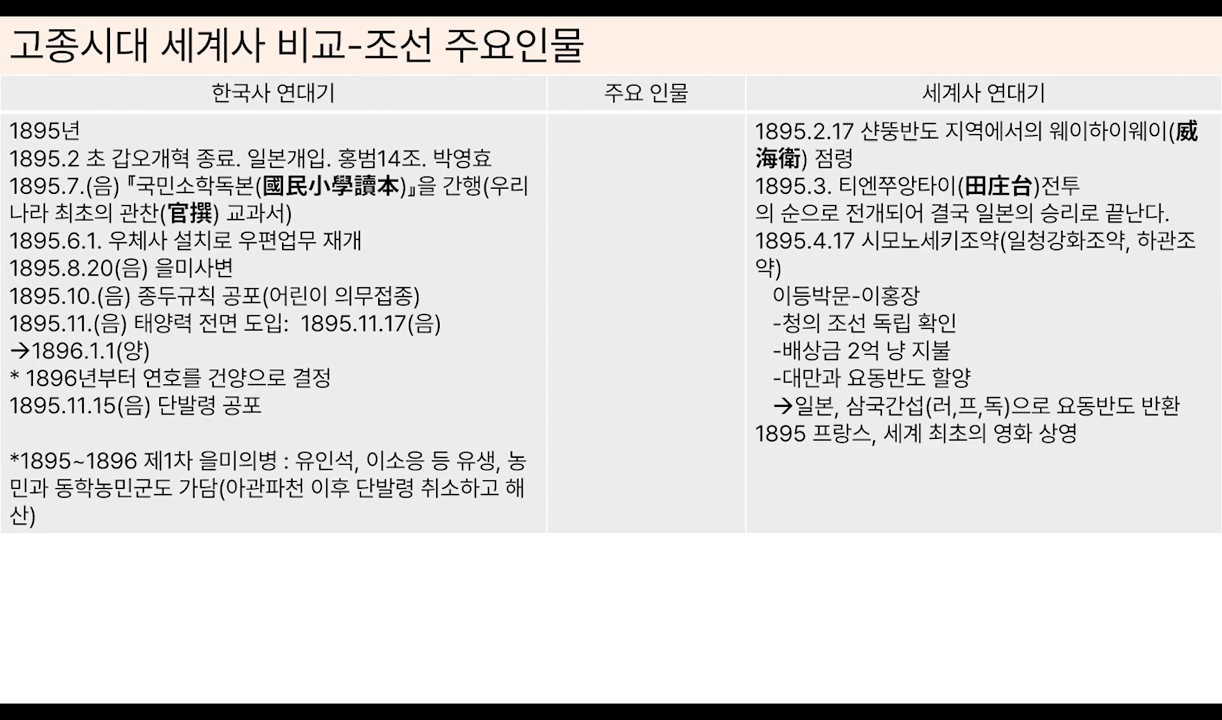 고종시대 세계사 비교-조선 주요인물
한국사 연대기
주요 인물
세계사 연대기
1895년
1895.2 초 갑오개혁 종료. 일본개입. 홍범14조. 박영효
1895.7.(음)『국민소학독본(國民小學讀本)』을 간행(우리
나라 최초의 관찬(官撰) 교과서)
1895.6.1. 우체사 설치로 우편업무 재개
1895.8.20(음) 을미사변
1895.10.(음) 종두규칙 공포(어린이 의무접종)
1895.11.(음) 태양력 전면 도입: 1895.11.17(음)
→1896.1.1(양)
* 1896년부터 연호를 건양으로 결정
1895.11.15(음) 단발령 공포
*1895~1896 제1차 을미의병 : 유인석, 이소응 등 유생, 농
민과 동학농민군도 가담(아관파천 이후 단발령 취소하고 해
산)
1895.2.17 샨뚱반도 지역에서의 웨이하이웨이(威
海衛) 점령
1895.3. 티엔쭈앙타이(田庄台)전투
의 순으로 전개되어 결국 일본의 승리로 끝난다.
1895.4.17 시모노세키조약(일청강화조약, 하관조
약)
이등박문-이홍장
-청의 조선 독립 확인
-배상금 2억 냥 지불
-대만과 요동반도 할양
→일본, 삼국간섭(러,프,독)으로 요동반도 반환
1895 프랑스, 세계 최초의 영화 상영